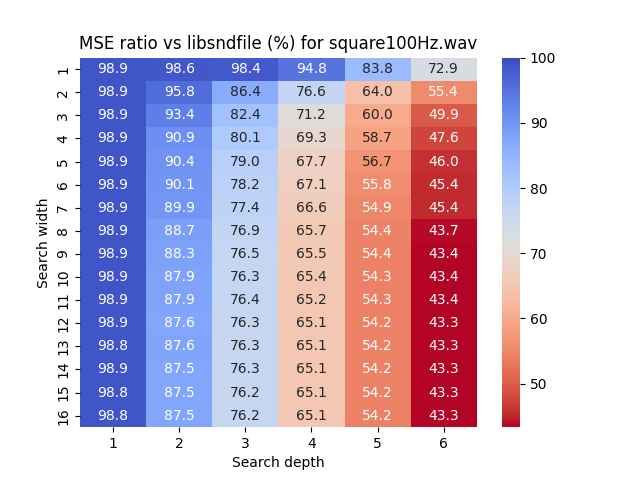 MSE ratio vs libsndfile (%) for square100Hz.wav
1 98.9 98.6 98.4 94.8 83.8 72.9
2 98.9 95.8 86.4 76.6 64.0 55.4
3 98.9 93.4 82.4 71.2 60.0 49.9
4 98.9 90.9 80.1 69.3 58.7 47.6
5 98.9 90.4 79.0 67.7 56.7 46.0
6 98.9 90.1 78.2 67.1 55.8 45.4
7 98.9 89.9 77.4 66.6 54.9 45.4
8 98.9 88.7 76.9 65.7 54.4 43.7
9 98.9 88.3 76.5 65.5 54.4 43.4
10 98.9 87.9 76.3 65.4 54.3 43.4
11 98.9 87.9 76.4 65.2 54.3 43.4
12 98.9 87.6 76.3 65.1 54.2 43.3
13 98.8 87.6 76.3 65.1 54.2 43.3
14 98.9 87.5 76.3 65.1 54.2 43.3
15 98.8 87.5 76.2 65.1 54.2 43.3
16 98.8 87.5 76.2 65.1 54.2 43.3
1 2 3 4 5 6
Search depth
Search width
100
90
80
70
60
50